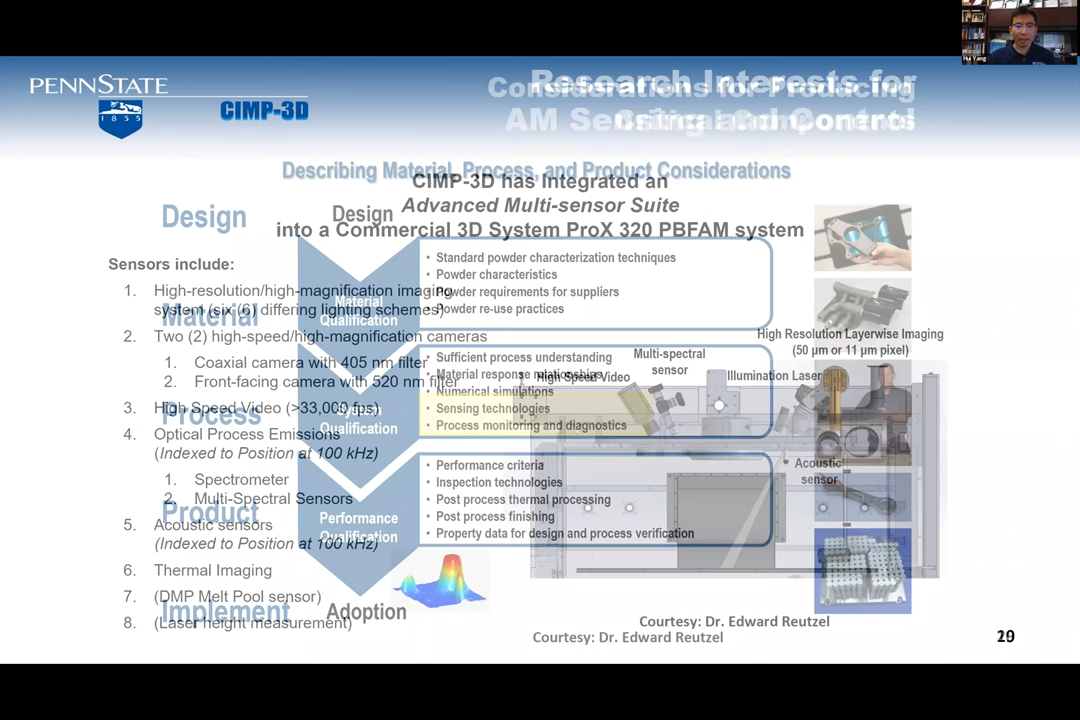 Hui Yang
PENNSTATE
1855
CIMP-3D
Considerations for Producing
Research Interests for
AM
Describing Material, Process, and Product Considerations
CIMP-3D has Integrated an
Advanced Multi-sensor Suite
into a Commercial 3D System ProX 320 PBFAM system
Design
Design
Sensors include:
1. High-resolution/high-magnification imaging
system (six (6) differing lighting schemes)
2. Two (2) high-speed/high-magnification cameras
1. Coaxial camera with 405 nm filter
2. Front-facing camera with 520 nm filter
3. High Speed Video (>33,000 fps)
4. Optical Process Emissions
(Indexed to Position at 100 kHz)
1. Spectrometer
2. Multi-Spectral Sensors
5. Acoustic sensors
(Indexed to Position at 100 kHz)
6. Thermal Imaging
7. (DMP Melt Pool sensor)
8. (Laser height measurement)
Material
Process
Product
Implement
Material
Qualification
• Standard powder characterization techniques
• Powder characteristics
• Powder requirements for suppliers
• Powder re-use practices
Qualification
• Sufficient process understanding
• Material response relationships
• Numerical simulations
• Sensing technologies
• Process monitoring and diagnostics
Performance
Qualification
• Performance criteria
• Inspection technologies
• Post process thermal processing
• Post process finishing
• Property data for design and process verification
Adoption
High Speed Video
Multi-spectral
sensor
Illumination Laser
High Resolution Layerwise Imaging
(50 µm or 11 µm pixel)
Acoustic
sensor
Courtesy: Dr. Edward Reutzel
Courtesy: Dr. Edward Reutzel